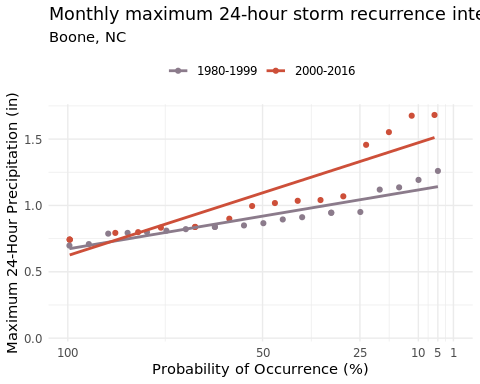 Monthly maximum 24-hour storm recurrence inte
Boone, NC
1980-1999 2000-2016
Maximum 24-Hour Precipitation (in)
1.5
1.0
0.5
0.0
100 50 25 10 5 1
Probability of Occurrence (%)